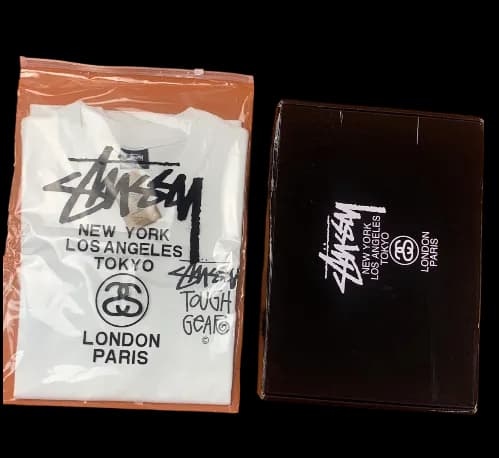 STÜSSY
NEW YORK
LOS ANGELES
TOKYO
LONDON
PARIS
STÜSSY
TOUGH
GEAR
©
STÜSSY
NEW YORK
LOS ANGELES
TOKYO
LONDON
PARIS